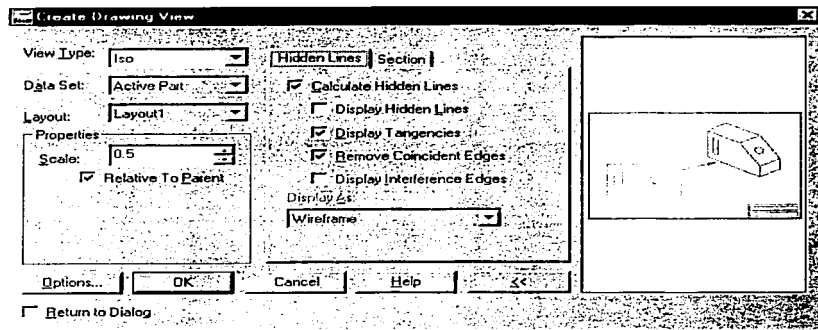 Create Drawing View
View Type: Iso
Data Set: Active Part
Layout: Layout1
Properties
Scale: 0.5
Relative To Parent
Hidden Lines Section
Calculate Hidden Lines
Display Hidden Lines
Display Tangencies
Remove Coincident Edges
Display Interference Edges
Display As:
Wireframe
Options... OK Cancel Help <<
Return to Dialog